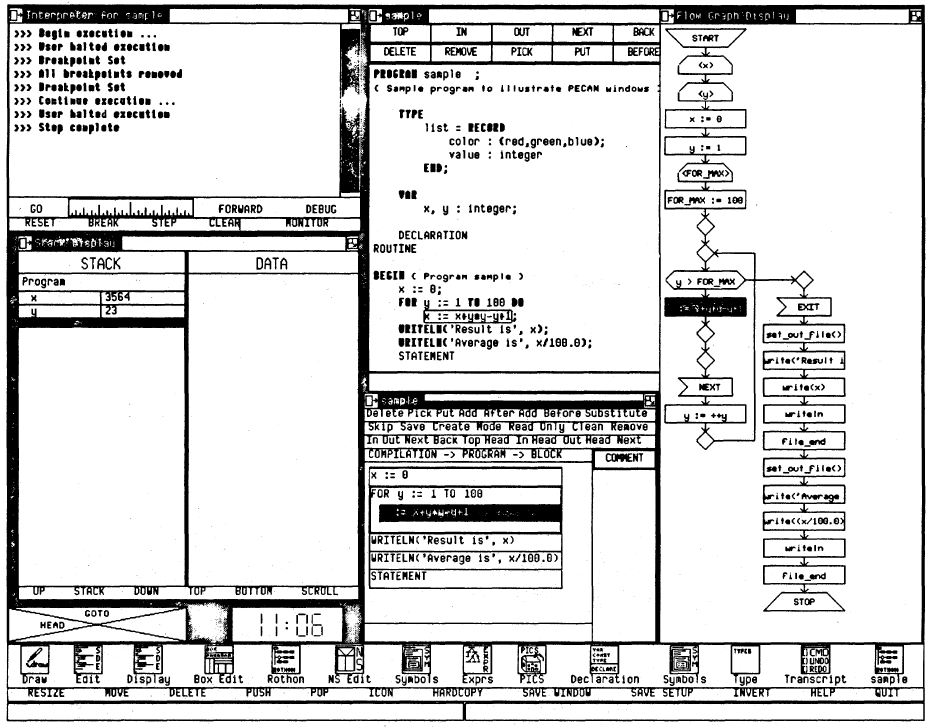 Interpreter for sample
>>> Begin execution ...
>>> User halted execution
>>> Breakpoint Set
>>> All breakpoints removed
>>> Breakpoint Set
>>> Continue execution ...
>>> User halted execution
>>> Step complete
GO FORWARD DEBUG
RESET BREAK STEP CLEAR MONITOR
Stack Display
STACK DATA
Program
x 3564
y 23
UP STACK DOWN TOP BOTTOM SCROLL
GOTO
HEAD
11:06
sample
TOP IN OUT NEXT BACK
DELETE REMOVE PICK PUT BEFORE
PROGRAM sample ;
( Sample program to illustrate PECAN windows
TYPE
list = RECORD
color : (red,green,blue);
value : integer
END;
VAR
x, y : integer;
DECLARATION
ROUTINE
BEGIN ( Program sample )
x := 0;
FOR y := 1 TO 100 DO
x := x+y*y-y+1;
WRITELN('Result is', x);
WRITELN('Average is', x/100.0);
STATEMENT
sample
Delete Pick Put Add After Add Before Substitute
Skip Save Create Mode Read Only Clean Remove
In Out Next Back Top Head In Head Out Head Next
COMPILATION -> PROGRAM -> BLOCK COMMENT
x := 0
FOR y := 1 TO 100
:= x+y*y-y+1
WRITELN('Result is', x)
WRITELN('Average is', x/100.0)
STATEMENT
Flow Graph Display
START
<x>
<y>
x := 0
y := 1
<FOR_MAX>
FOR_MAX := 100
y > FOR_MAX
NEXT
y := ++y
EXIT
set_out_file()
write('Result i
write(x)
writeln
file_end
set_out_file()
write('Average
write((x/100.0)
writeln
file_end
STOP
Draw Edit Display Box Edit Rothon NS Edit Symbols Exprs PICS Declaration Symbols Type Transcript sample
RESIZE MOVE DELETE PUSH POP ICON HARDCOPY SAVE WINDOW SAVE SETUP INVERT HELP QUIT